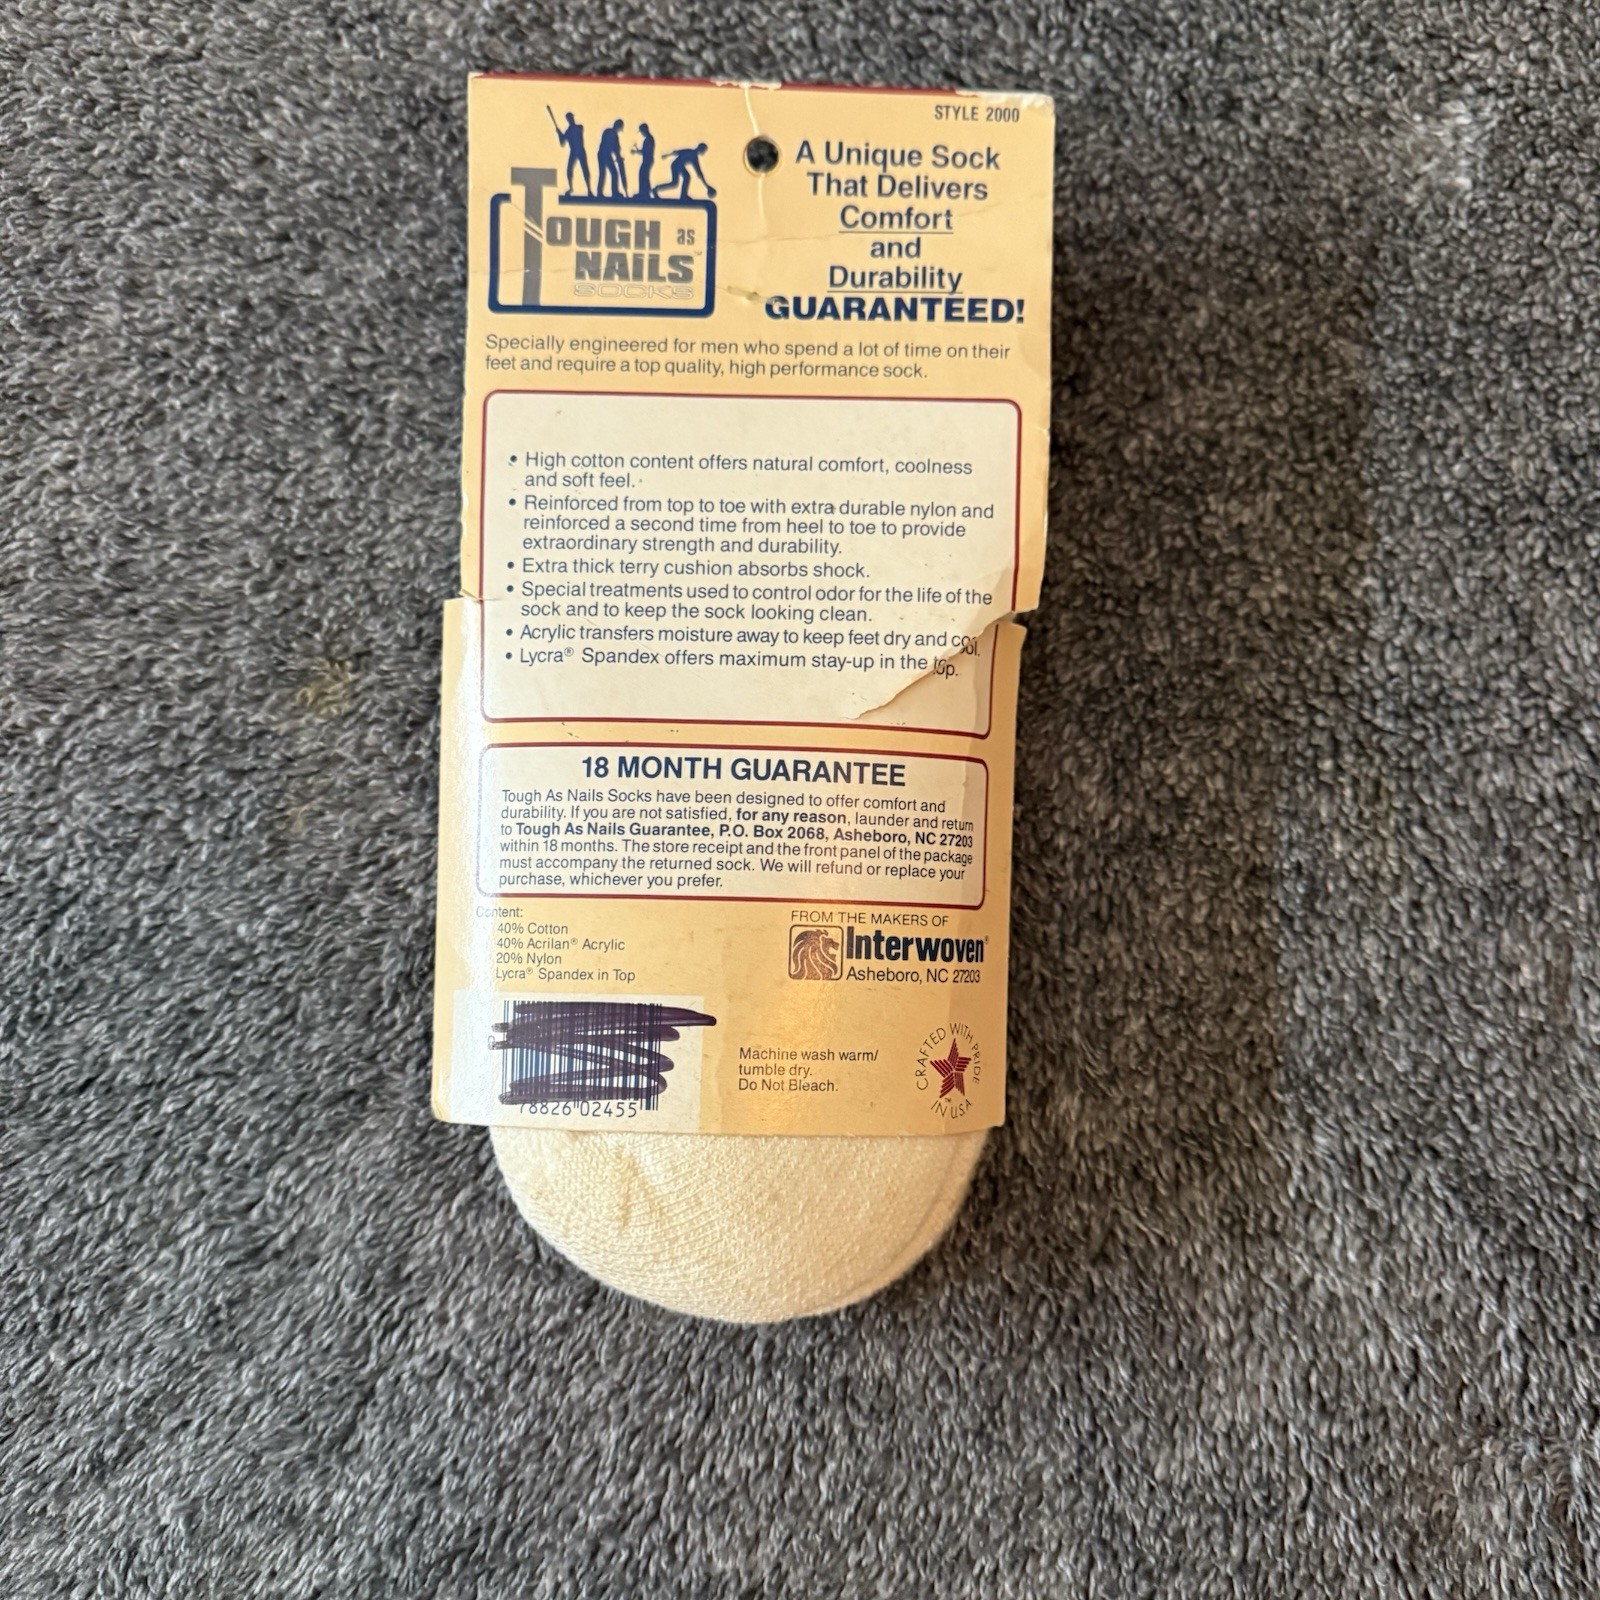 STYLE 2000
TOUGH as
NAILS™
SOCKS
A Unique Sock
That Delivers
Comfort
and
Durability
GUARANTEED!
Specially engineered for men who spend a lot of time on their
feet and require a top quality, high performance sock.
• High cotton content offers natural comfort, coolness
and soft feel.
• Reinforced from top to toe with extra durable nylon and
reinforced a second time from heel to toe to provide
extraordinary strength and durability.
• Extra thick terry cushion absorbs shock.
• Special treatments used to control odor for the life of the
sock and to keep the sock looking clean.
• Acrylic transfers moisture away to keep feet dry and cool.
• Lycra® Spandex offers maximum stay-up in the top.
18 MONTH GUARANTEE
Tough As Nails Socks have been designed to offer comfort and
durability. If you are not satisfied, for any reason, launder and return
to Tough As Nails Guarantee, P.O. Box 2068, Asheboro, NC 27203
within 18 months. The store receipt and the front panel of the package
must accompany the returned sock. We will refund or replace your
purchase, whichever you prefer.
Content:
40% Cotton
40% Acrilan® Acrylic
20% Nylon
Lycra® Spandex in Top
FROM THE MAKERS OF
Interwoven®
Asheboro, NC 27203
78826 02455
Machine wash warm/
tumble dry.
Do Not Bleach.
CRAFTED WITH PRIDE
IN U.S.A.